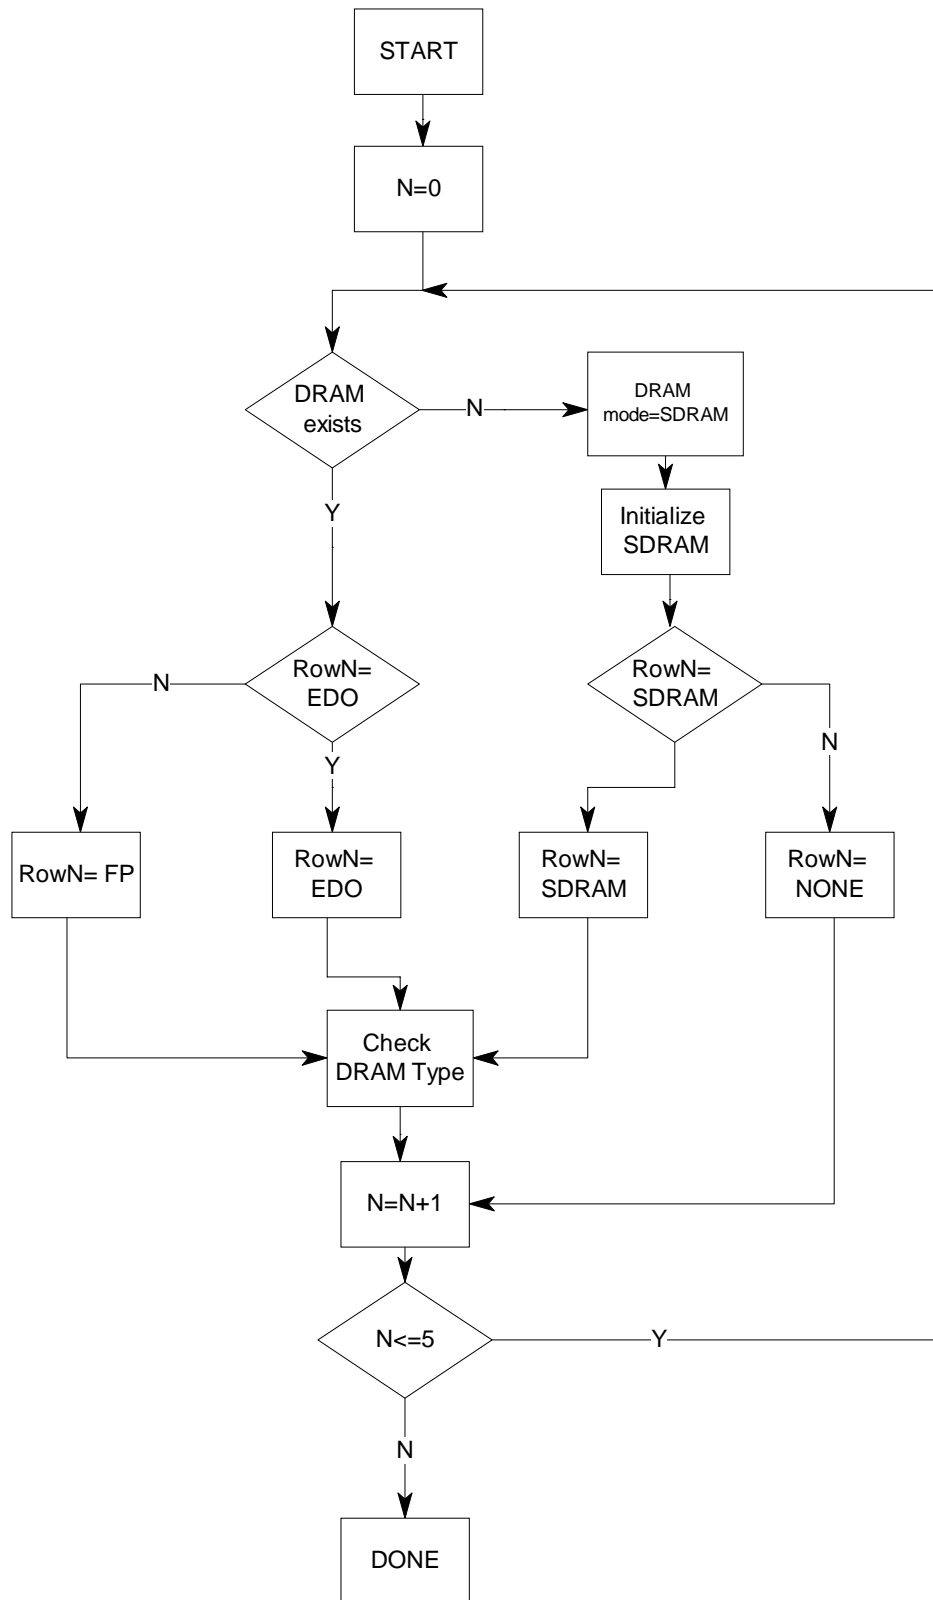 START
N=0
DRAM
exists
N
DRAM
mode=SDRAM
Y
Initialize
SDRAM
RowN=
EDO
N
RowN=
SDRAM
N
Y
RowN= FP
RowN=
EDO
RowN=
SDRAM
RowN=
NONE
Check
DRAM Type
N=N+1
N<=5
Y
N
DONE